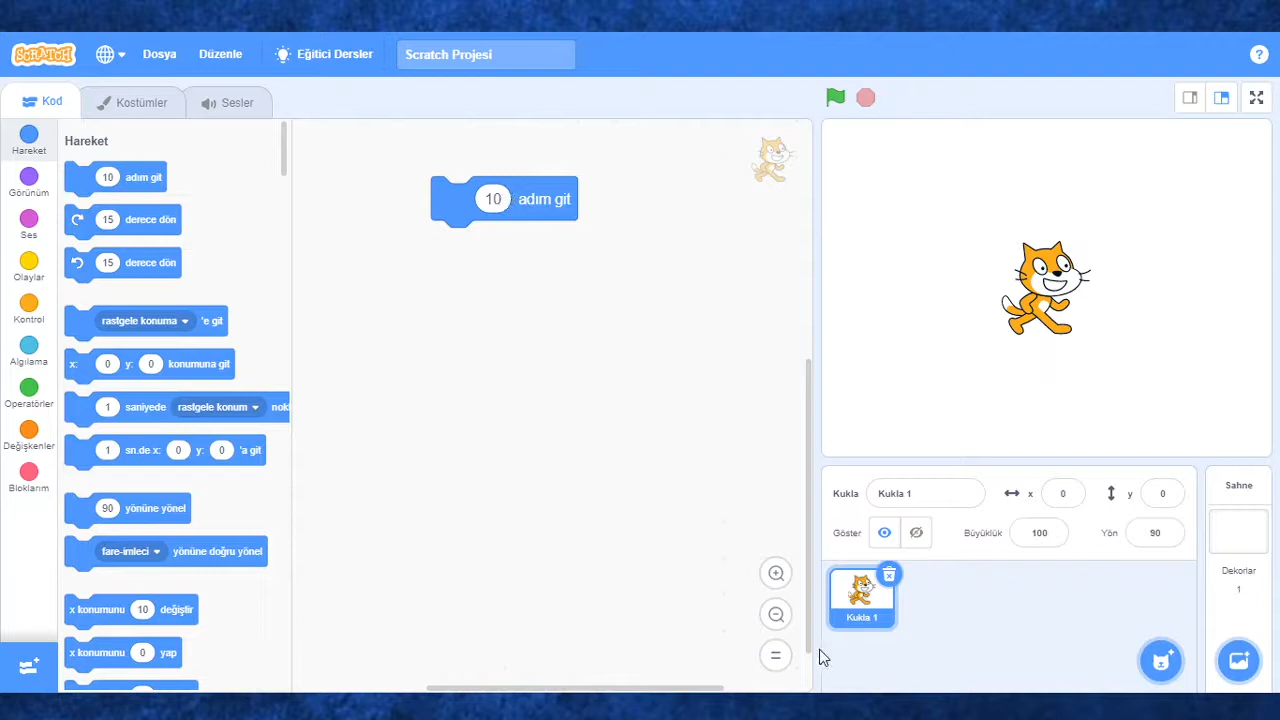 SCRATCH Dosya Düzenle Eğitici Dersler Scratch Projesi ?
Kod Kostümler Sesler
Hareket
Görünüm
Ses
Olaylar
Kontrol
Algılama
Operatörler
Değişkenler
Bloklarım
Hareket
10 adım git
15 derece dön
15 derece dön
rastgele konuma 'e git
x: 0 y: 0 konumuna git
1 saniyede rastgele konum nok
1 sn.de x: 0 y: 0 'a git
90 yönüne yönel
fare-imleci yönüne doğru yönel
x konumunu 10 değiştir
x konumunu 0 yap
10 adım git
Kukla Kukla 1 x 0 y 0
Göster Büyüklük 100 Yön 90
Kukla 1
Sahne
Dekorlar
1